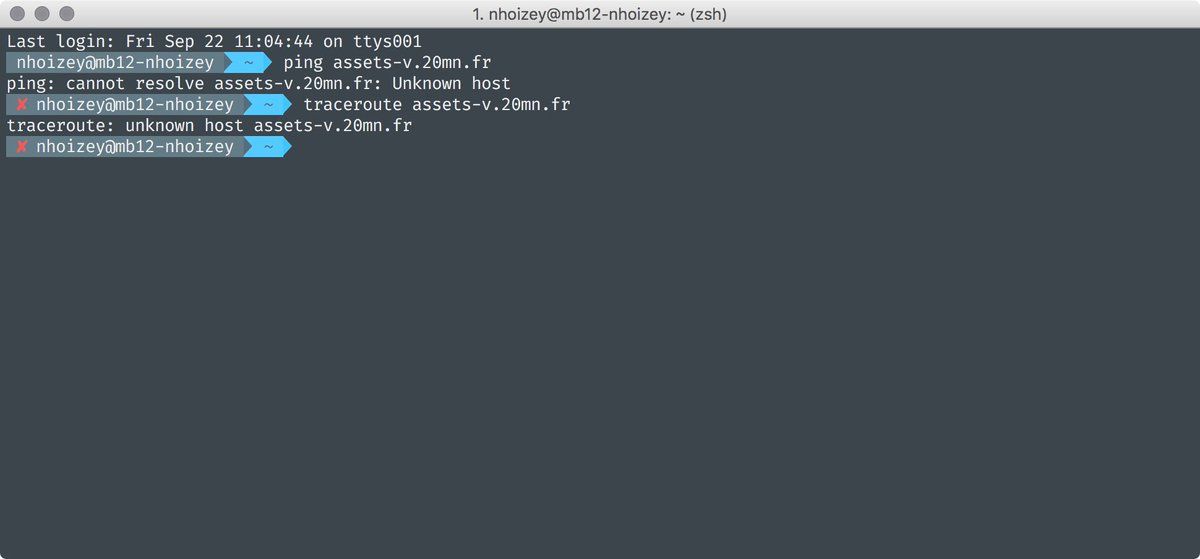 1. nhoizey@mb12-nhoizey: ~ (zsh)
Last login: Fri Sep 22 11:04:44 on ttys001
nhoizey@mb12-nhoizey ~ ping assets-v.20mn.fr
ping: cannot resolve assets-v.20mn.fr: Unknown host
✘ nhoizey@mb12-nhoizey ~ traceroute assets-v.20mn.fr
traceroute: unknown host assets-v.20mn.fr
✘ nhoizey@mb12-nhoizey ~